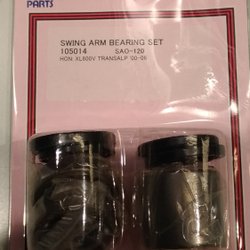 PARTS
SWING ARM BEARING SET
105014 SAO-120
HON: XL600V TRANSALP '00-06